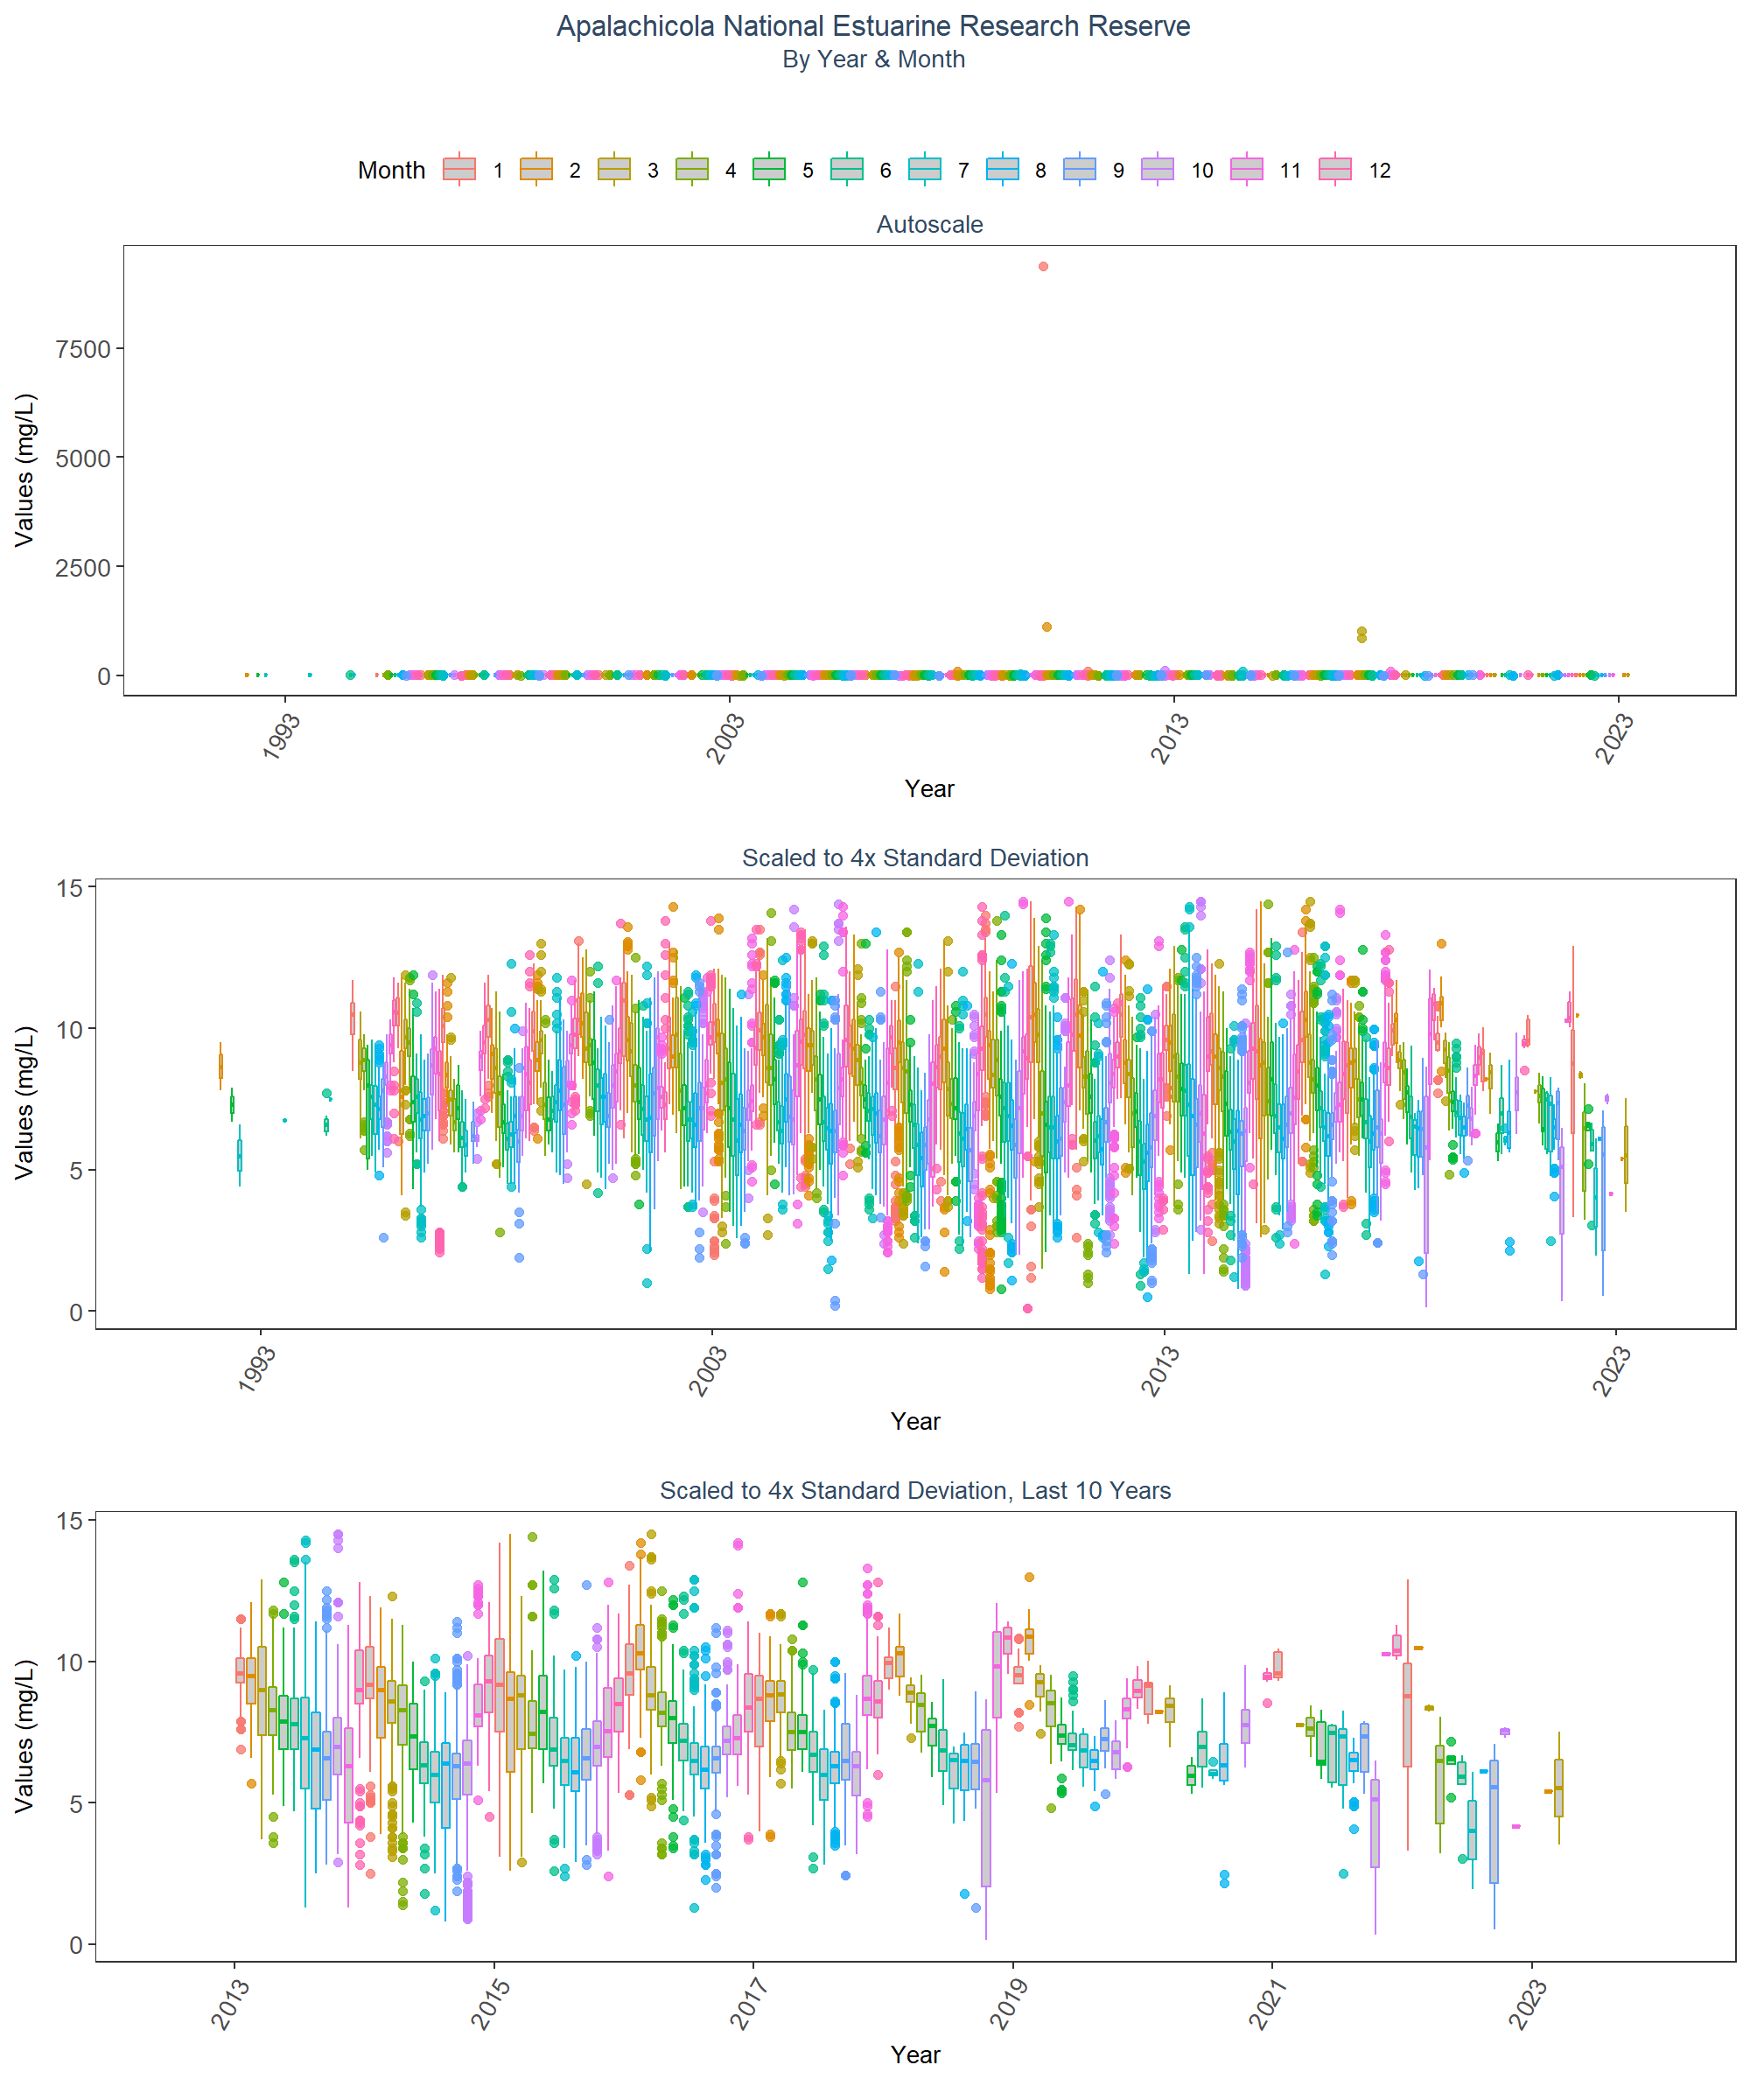 Apalachicola National Estuarine Research Reserve
By Year & Month
Month 1 2 3 4 5 6 7 8 9 10 11 12
Autoscale
Values (mg/L)
7500
5000
2500
0
1993 2003 2013 2023
Year
Scaled to 4x Standard Deviation
Values (mg/L)
15
10
5
0
1993 2003 2013 2023
Year
Scaled to 4x Standard Deviation, Last 10 Years
Values (mg/L)
15
10
5
0
2013 2015 2017 2019 2021 2023
Year